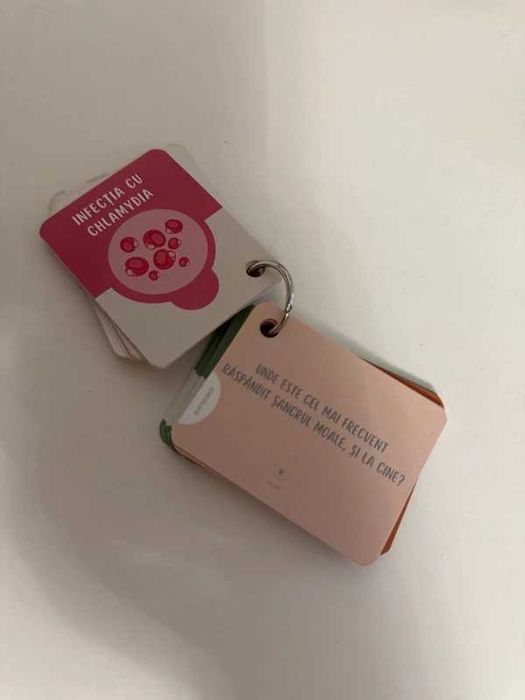 INFECȚIA CU
CHLAMYDIA
UNDE ESTE CEL MAI FRECVENT
RĂSPÂNDIT ȘANCRUL MOALE, ȘI LA CINE?